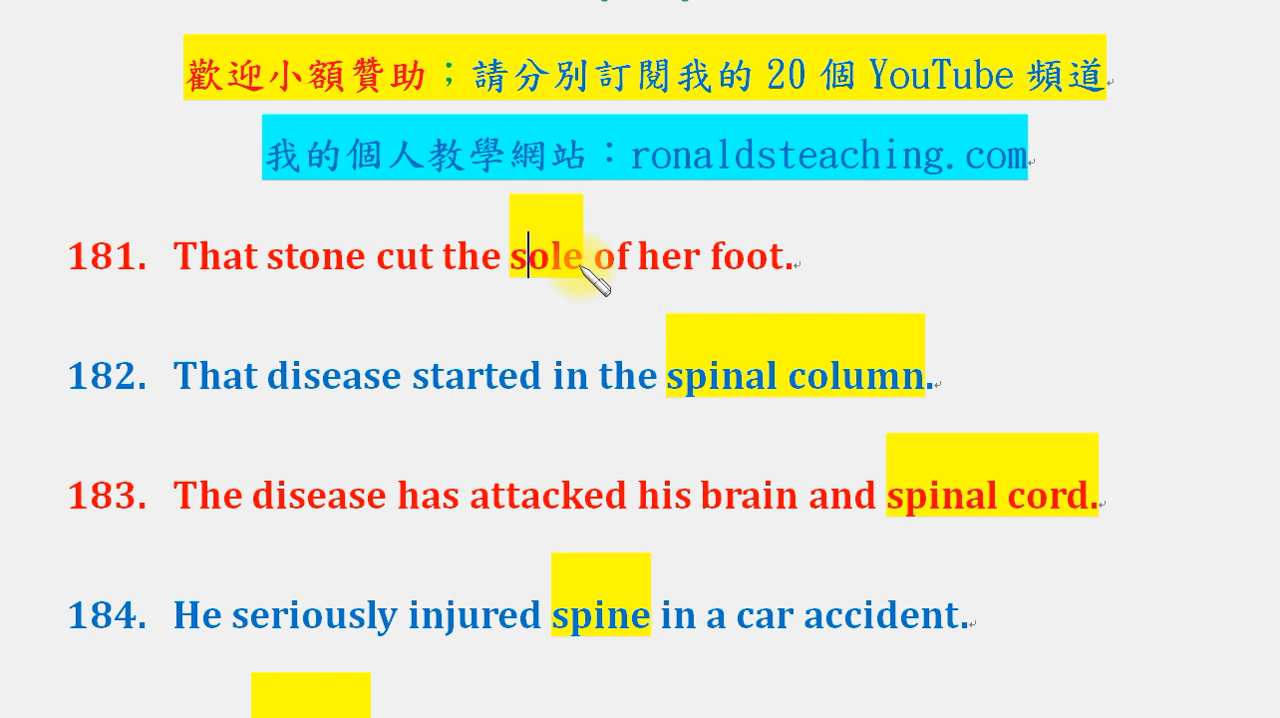 歡迎小額贊助；請分別訂閱我的 20 個 YouTube 頻道
我的個人教學網站：ronaldsteaching.com
181. That stone cut the sole of her foot.
182. That disease started in the spinal column.
183. The disease has attacked his brain and spinal cord.
184. He seriously injured spine in a car accident.